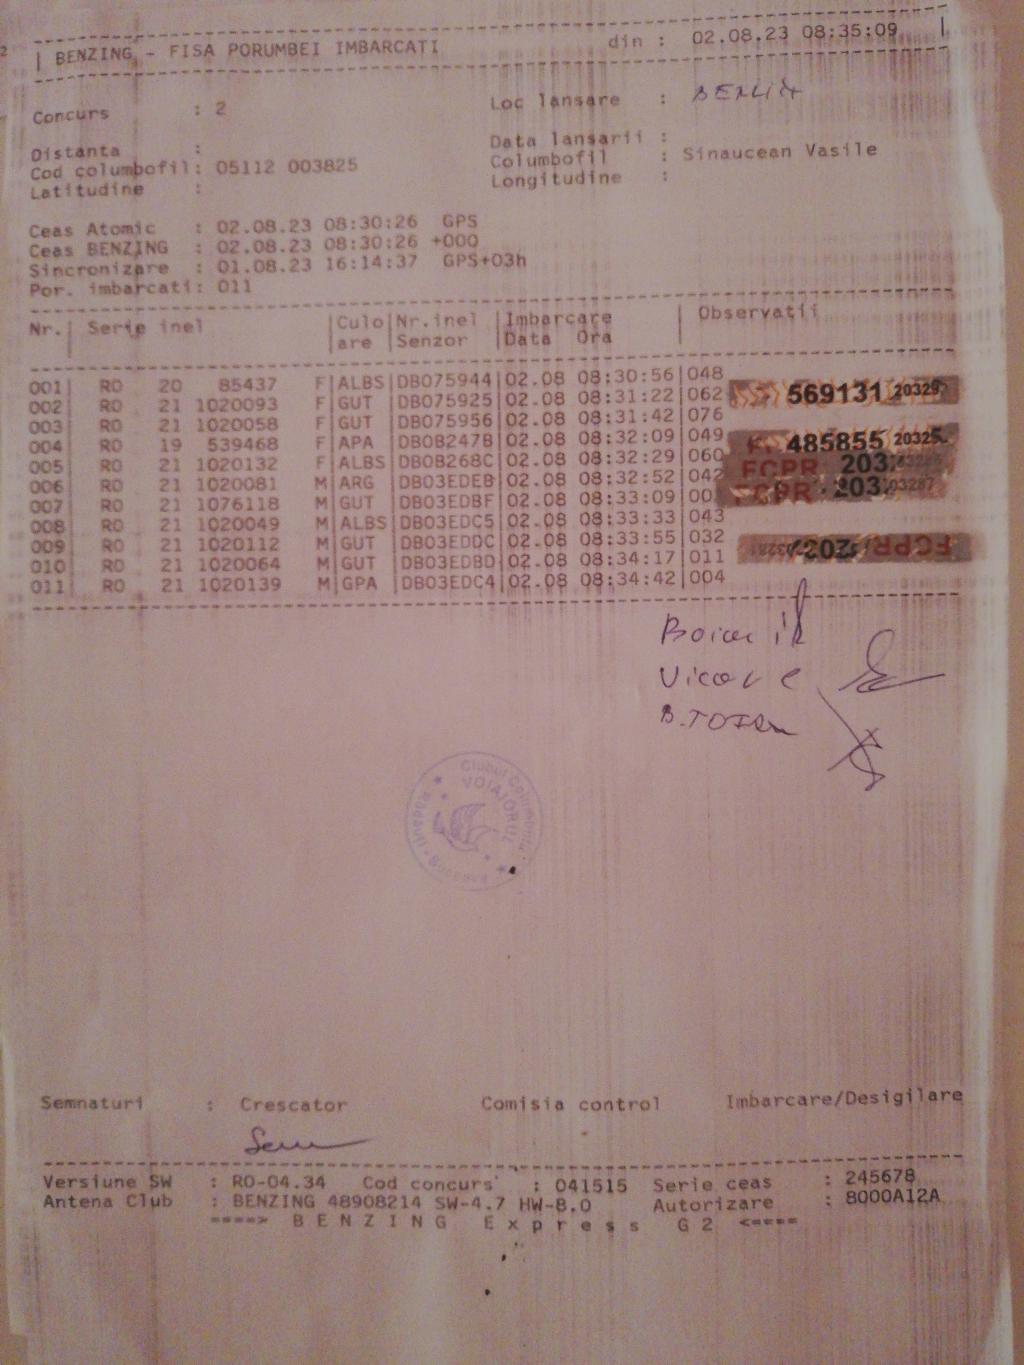 BENZING - FISA PORUMBEI IMBARCATI din : 02.08.23 08:35:09
Concurs : 2 Loc lansare : BERLIN
Distanta : Data lansarii :
Cod columbofil: 05112 003825 Columbofil : Sinaucean Vasile
Latitudine : Longitudine :
Ceas Atomic : 02.08.23 08:30:26 GPS
Ceas BENZING : 02.08.23 08:30:26 +000
Sincronizare : 01.08.23 16:14:37 GPS+03h
Por. imbarcati: 011
Nr.| Serie inel |Culo|Nr.inel |Imbarcare | Observatii
| |are |Senzor |Data Ora |
001| RO 20 85437 F|ALBS|DB075944|02.08 08:30:56|048
002| RO 21 1020093 F|GUT |DB075925|02.08 08:31:22|062 569131
003| RO 21 1020058 F|GUT |DB075956|02.08 08:31:42|076
004| RO 19 539468 F|APA |DB0B247B|02.08 08:32:09|049 485855
005| RO 21 1020132 F|ALBS|DB0B268C|02.08 08:32:29|060 FCPR 203
006| RO 21 1020081 M|ARG |DB03EDEB|02.08 08:32:52|042 FCPR 203
007| RO 21 1076118 M|GUT |DB03EDBF|02.08 08:33:09|
008| RO 21 1020049 M|ALBS|DB03EDC5|02.08 08:33:33|043
009| RO 21 1020112 M|GUT |DB03EDDC|02.08 08:33:55|032 FCPR
010| RO 21 1020064 M|GUT |DB03EDBD|02.08 08:34:17|011
011| RO 21 1020139 M|GPA |DB03EDC4|02.08 08:34:42|004
Clubul
VOIAJORUL
Semnaturi : Crescator Comisia control Imbarcare/Desigilare
Versiune SW : RO-04.34 Cod concurs : 041515 Serie ceas : 245678
Antena Club : BENZING 48908214 SW-4.7 HW-8.0 Autorizare : 8000A12A
====> B E N Z I N G E x p r e s s G 2 <====